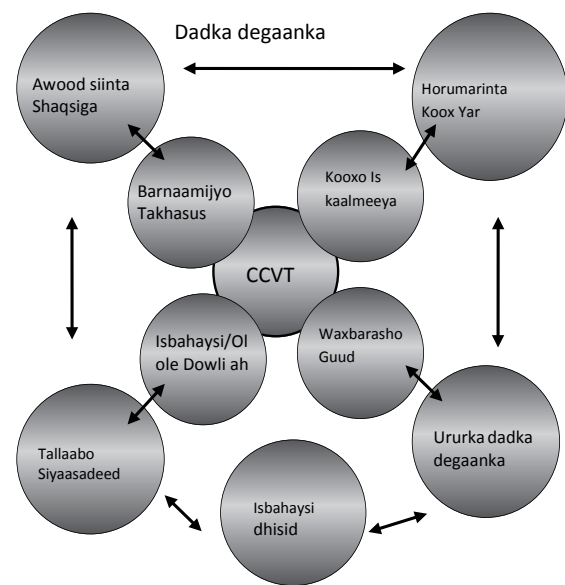 Dadka degaanka
Awood siinta
Shaqsiga
Horumarinta
Koox Yar
Barnaamijyo
Takhasus
Kooxo Is
kaalmeeya
CCVT
Isbahaysi/Ol
ole Dowli ah
Waxbarasho
Guud
Tallaabo
Siyaasadeed
Ururka dadka
degaanka
Isbahaysi
dhisid